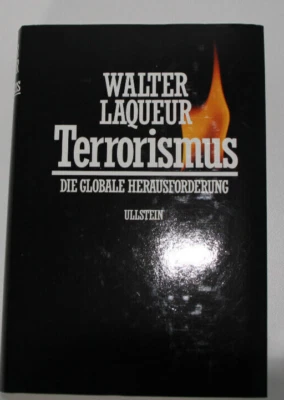 WALTER
LAQUEUR
Terrorismus
DIE GLOBALE HERAUSFORDERUNG
ULLSTEIN